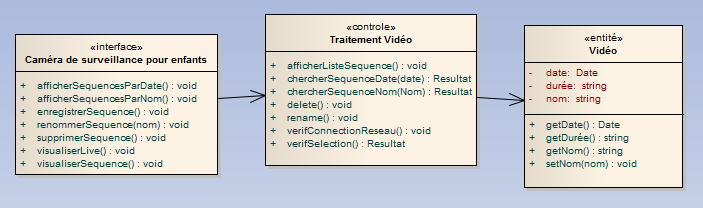 «interface»
Caméra de surveillance pour enfants
+ afficherSequencesParDate() : void
+ afficherSequencesParNom() : void
+ enregistrerSequence() : void
+ renommerSequence(nom) : void
+ supprimerSequence() : void
+ visualiserLive() : void
+ visualiserSequence() : void
«controle»
Traitement Vidéo
+ afficherListeSequence() : void
+ chercherSequenceDate(date) : Resultat
+ chercherSequenceNom(Nom) : Resultat
+ delete() : void
+ rename() : void
+ verifConnectionReseau() : void
+ verifSelection() : Resultat
«entité»
Vidéo
- date: Date
- durée: string
- nom: string
+ getDate() : Date
+ getDurée() : string
+ getNom() : string
+ setNom(nom) : void